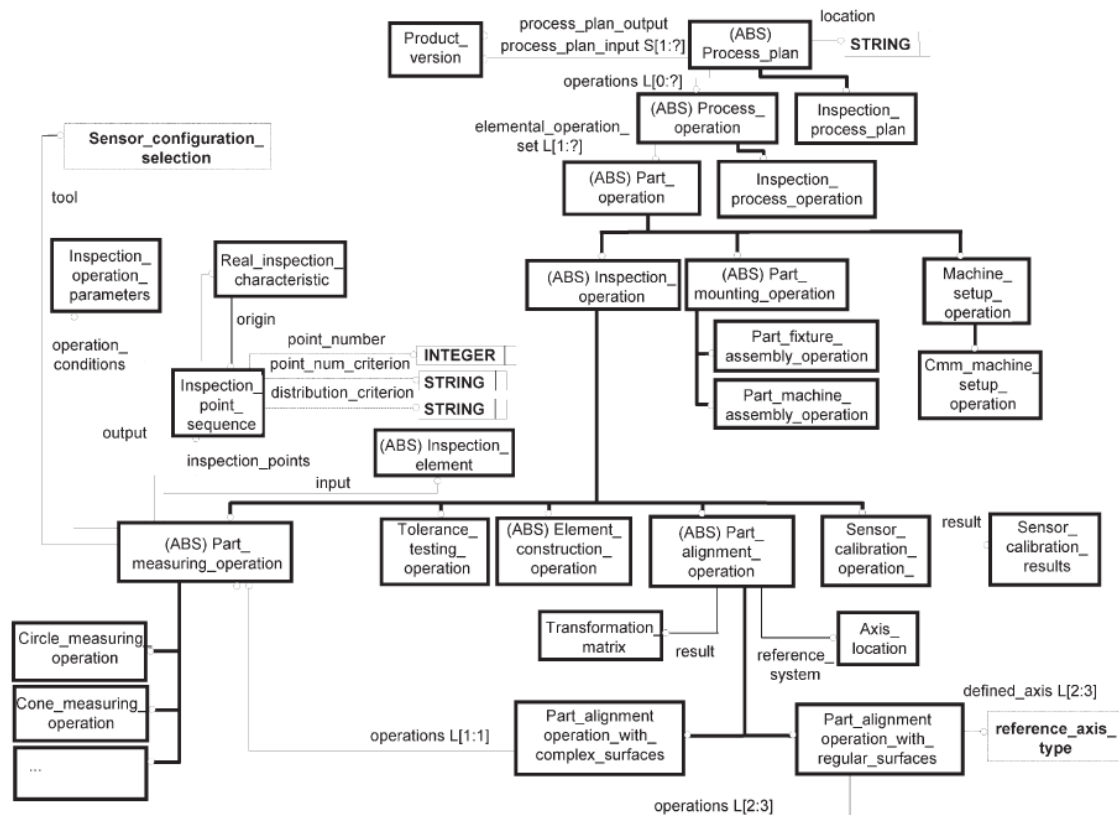 location
process_plan_output
Product_
version
process_plan_input S[1:?]
(ABS)
Process_plan
STRING
operations L[0:?]
(ABS) Process_
operation
Inspection_
process_plan
Sensor_configuration_
selection
elemental_operation_
set L[1:?]
(ABS) Part_
operation
Inspection_
process_operation
tool
Inspection_
operation_
parameters
Real_inspection_
characteristic
(ABS) Inspection_
operation
(ABS) Part_
mounting_operation
Machine_
setup_
operation
origin
operation_
conditions
point_number
INTEGER
point_num_criterion
STRING
distribution_criterion
STRING
Inspection_
point_
sequence
Part_fixture_
assembly_operation
Part_machine_
assembly_operation
Cmm_machine_
setup_
operation
output
inspection_points
(ABS) Inspection_
element
input
(ABS) Part_
measuring_operation
Tolerance_
testing_
operation
(ABS) Element_
construction_
operation
(ABS) Part_
alignment_
operation
Sensor_
calibration_
operation_
result
Sensor_
calibration_
results
Circle_measuring_
operation
Cone_measuring_
operation
...
Transformation_
matrix
result
reference_
system
Axis_
location
defined_axis L[2:3]
operations L[1:1]
Part_alignment
operation_with_
complex_surfaces
Part_alignment
operation_with_
regular_surfaces
reference_axis_
type
operations L[2:3]